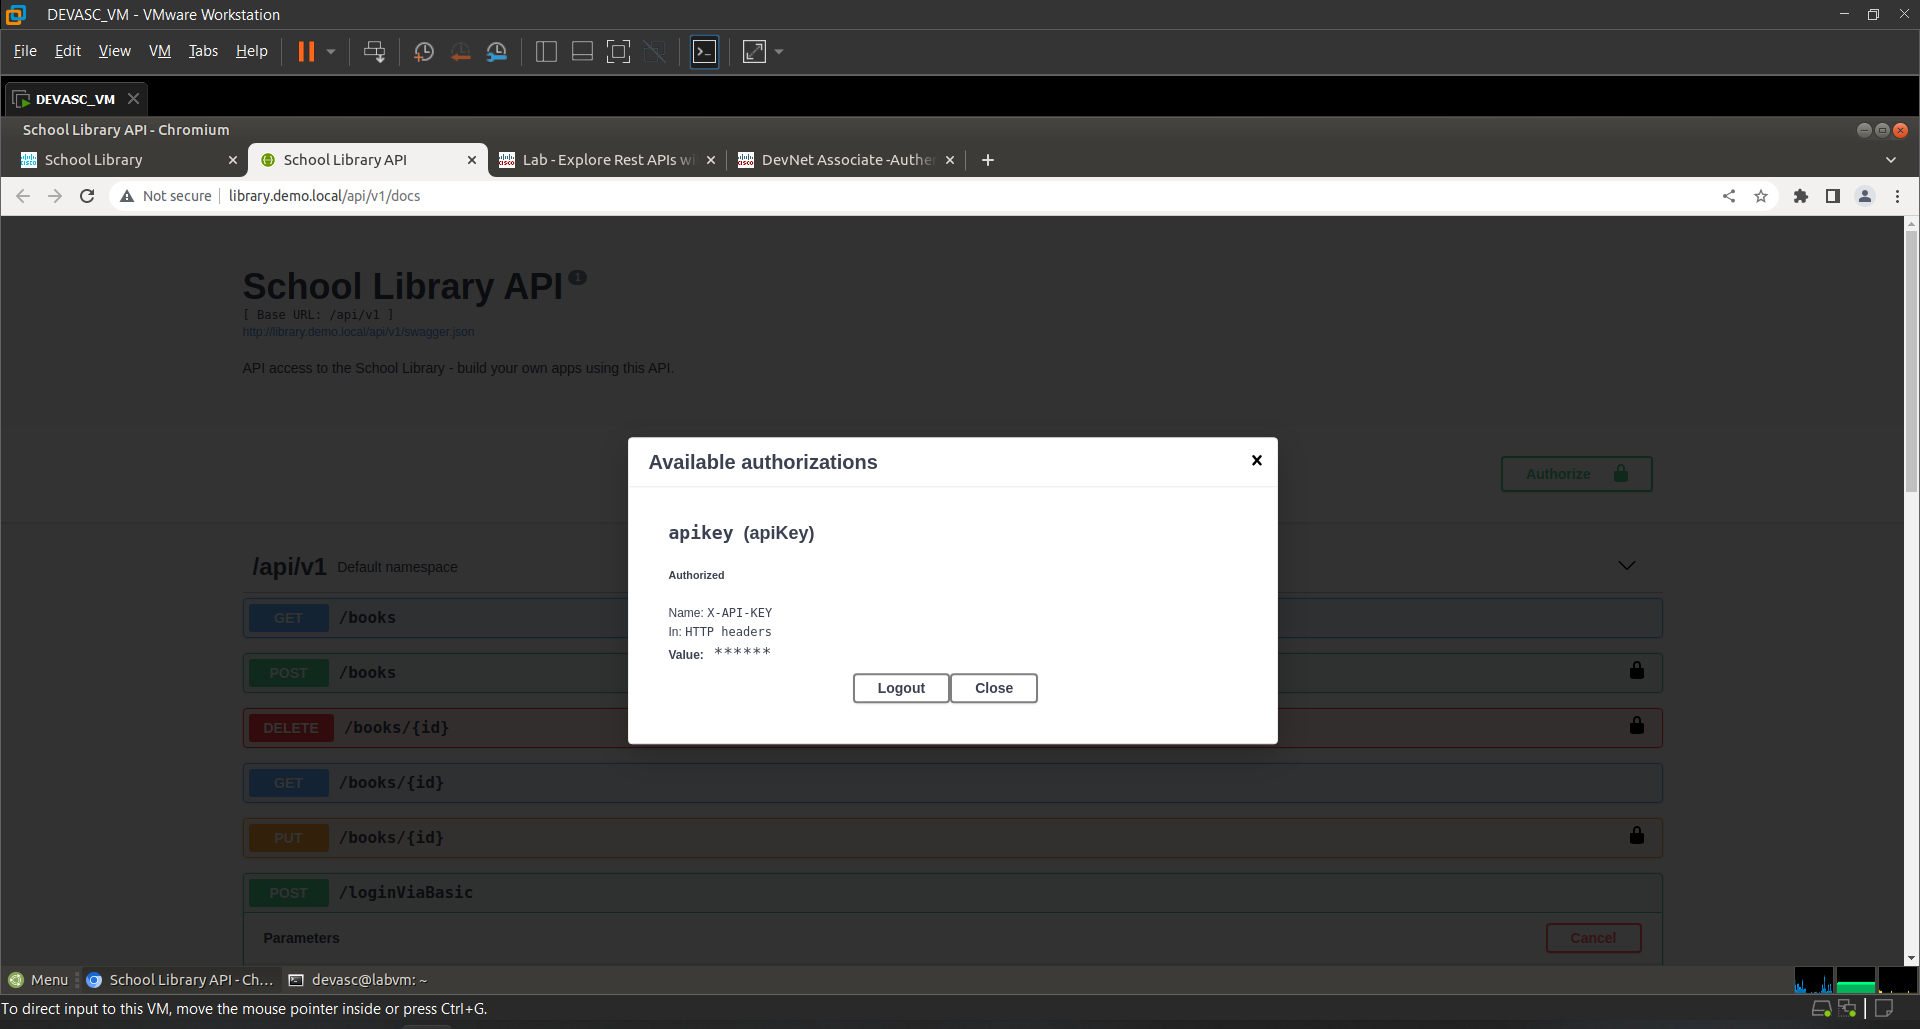 DEVASC_VM - VMware Workstation
File Edit View VM Tabs Help
DEVASC_VM
School Library API - Chromium
School Library
School Library API
Lab - Explore Rest APIs wi
DevNet Associate -Authe
Not secure library.demo.local/api/v1/docs
School Library API 1
[ Base URL: /api/v1 ]
http://library.demo.local/api/v1/swagger.json
API access to the School Library - build your own apps using this API.
Authorize
Available authorizations
apikey (apiKey)
Authorized
Name: X-API-KEY
In: HTTP headers
Value: ******
Logout Close
/api/v1 Default namespace
GET /books
POST /books
DELETE /books/{id}
GET /books/{id}
PUT /books/{id}
POST /loginViaBasic
Parameters
Cancel
Menu School Library API - Ch... devasc@labvm: ~
To direct input to this VM, move the mouse pointer inside or press Ctrl+G.